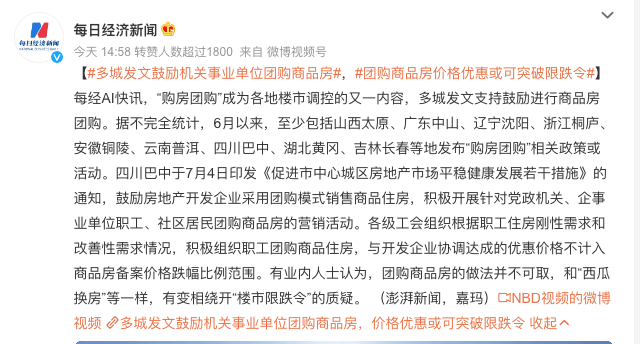 每日经济新闻
每日经济新闻
今天 14:58 转赞人数超过1800 来自 微博视频号
【#多城发文鼓励机关事业单位团购商品房#，#团购商品房价格优惠或可突破限跌令#】
每经AI快讯，“购房团购”成为各地楼市调控的又一内容，多城发文支持鼓励进行商品房
团购。据不完全统计，6月以来，至少包括山西太原、广东中山、辽宁沈阳、浙江桐庐、
安徽铜陵、云南普洱、四川巴中、湖北黄冈、吉林长春等地发布“购房团购”相关政策或
活动。四川巴中于7月4日印发《促进市中心城区房地产市场平稳健康发展若干措施》的
通知，鼓励房地产开发企业采用团购模式销售商品住房，积极开展针对党政机关、企事
业单位职工、社区居民团购商品房的营销活动。各级工会组织根据职工住房刚性需求和
改善性需求情况，积极组织职工团购商品住房，与开发企业协调达成的优惠价格不计入
商品房备案价格跌幅比例范围。有业内人士认为，团购商品房的做法并不可取，和“西瓜
换房”等一样，有变相绕开“楼市限跌令”的质疑。（澎湃新闻，嘉玛）NBD视频的微博
视频 多城发文鼓励机关事业单位团购商品房，价格优惠或可突破限跌令 收起